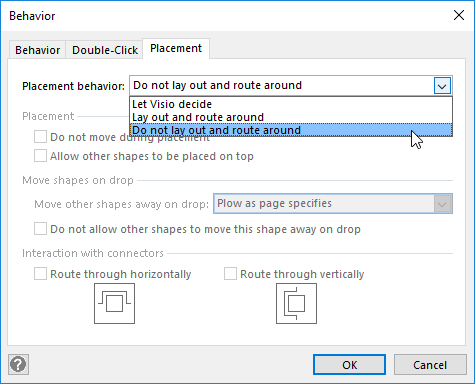 Behavior
Behavior Double-Click Placement
Placement behavior: Do not lay out and route around
Let Visio decide
Lay out and route around
Do not lay out and route around
Placement
Do not move during placement
Allow other shapes to be placed on top
Move shapes on drop
Move other shapes away on drop: Plow as page specifies
Do not allow other shapes to move this shape away on drop
Interaction with connectors
Route through horizontally Route through vertically
? OK Cancel